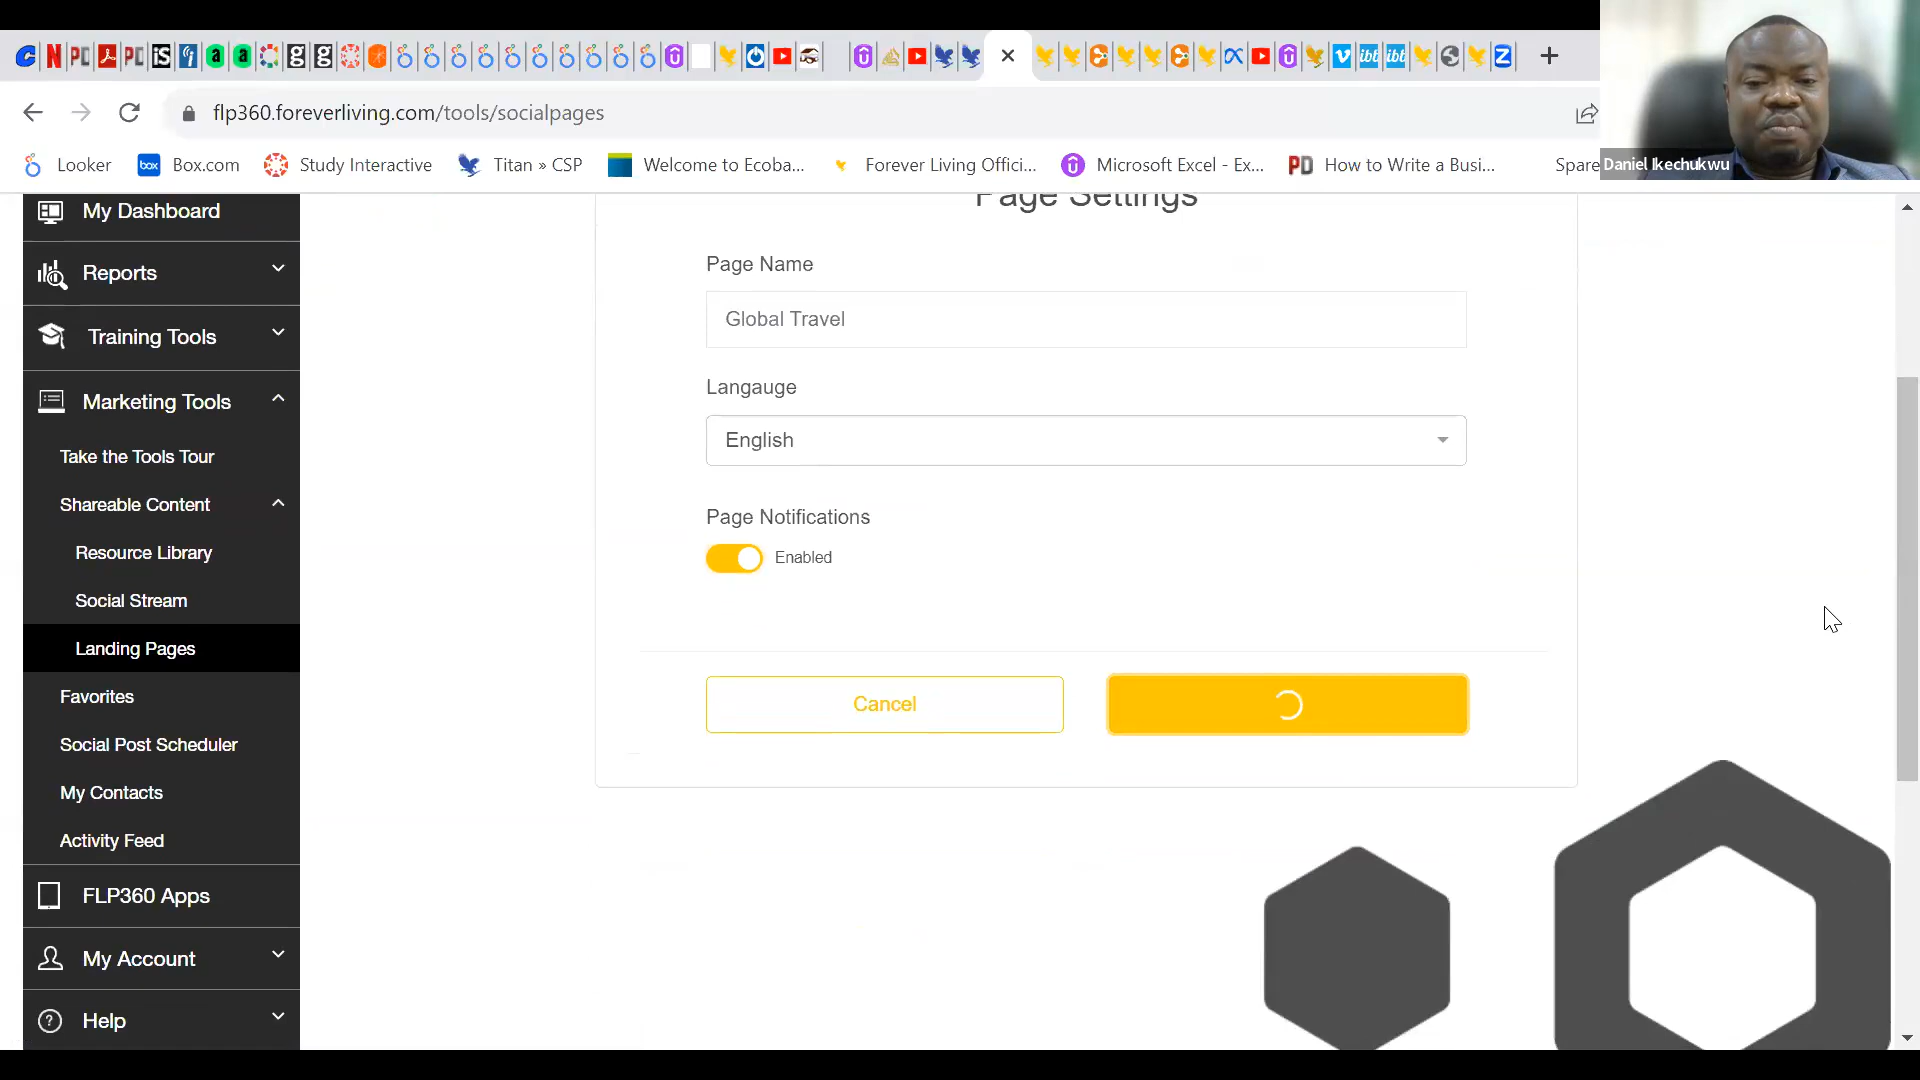 flp360.foreverliving.com/tools/socialpages
Looker
Box.com
Study Interactive
Titan » CSP
Welcome to Ecoba...
Forever Living Offici...
Microsoft Excel - Ex...
How to Write a Busi...
Spare
Daniel Ikechukwu
My Dashboard
Reports
Training Tools
Marketing Tools
Take the Tools Tour
Shareable Content
Resource Library
Social Stream
Landing Pages
Favorites
Social Post Scheduler
My Contacts
Activity Feed
FLP360 Apps
My Account
Help
Page Settings
Page Name
Global Travel
Langauge
English
Page Notifications
Enabled
Cancel